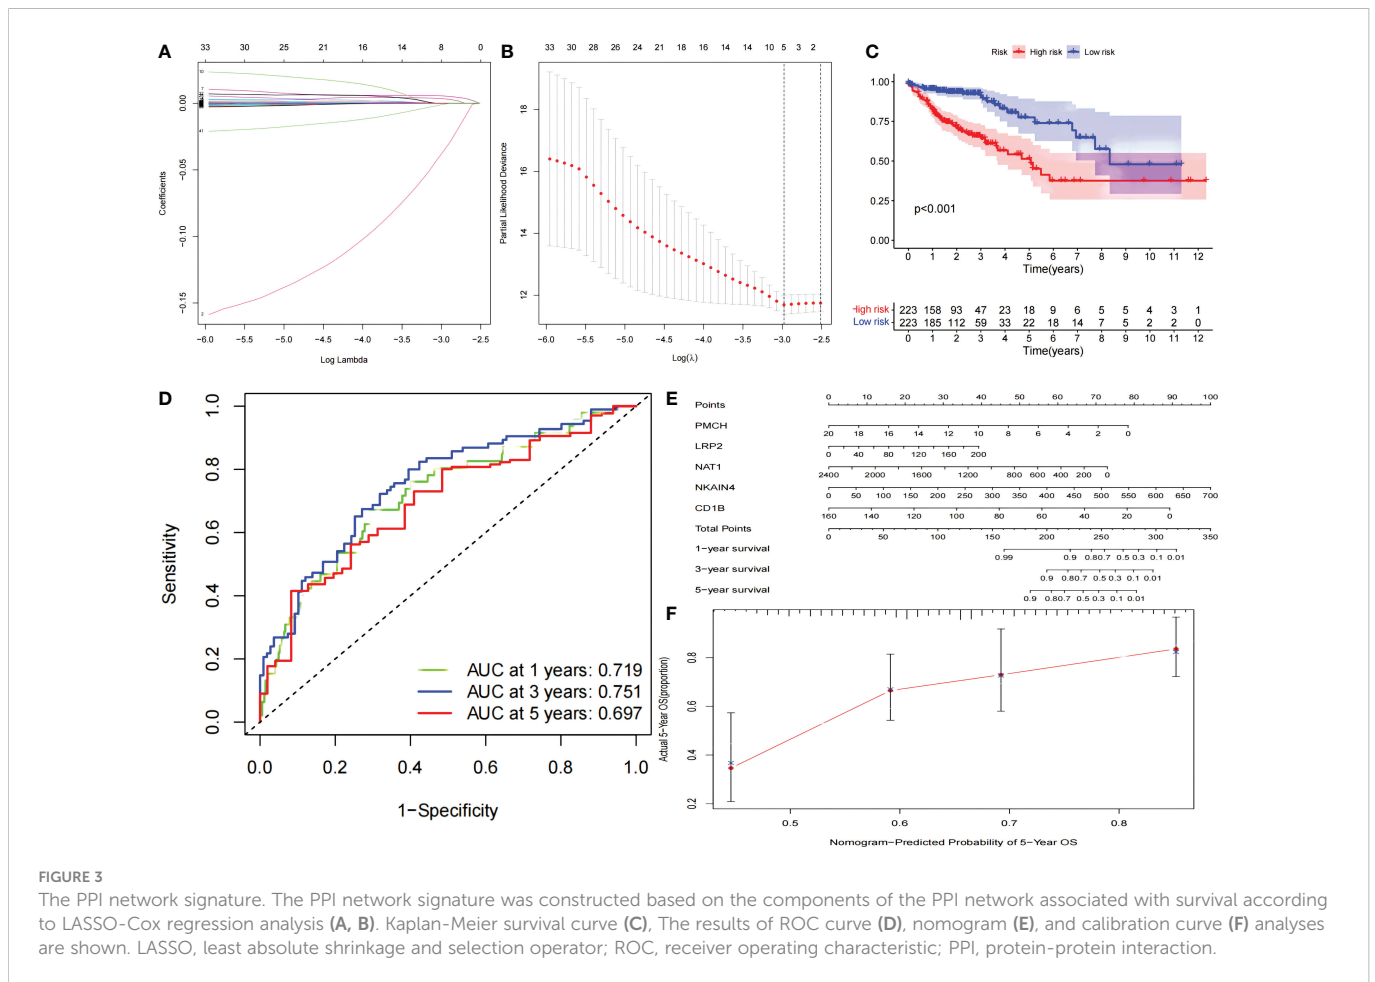 A
33 30 25 21 16 14 8 0
10
7
41
2
0.00
−0.05
−0.10
−0.15
Coefficients
−6.0 −5.5 −5.0 −4.5 −4.0 −3.5 −3.0 −2.5
Log Lambda
B
33 30 28 26 24 21 18 16 14 10 5 3 2
18
16
14
12
Partial Likelihood Deviance
−6.0 −5.5 −5.0 −4.5 −4.0 −3.5 −3.0 −2.5
Log(λ)
C
Risk High risk Low risk
1.00
0.75
0.50
0.25
0.00
p<0.001
0 1 2 3 4 5 6 7 8 9 10 11 12
Time(years)
High risk 223 158 93 47 23 18 9 6 5 5 4 3 1
Low risk 223 185 112 59 33 22 18 14 7 5 2 2 0
0 1 2 3 4 5 6 7 8 9 10 11 12
Time(years)
D
1.0
0.8
0.6
0.4
0.2
0.0
Sensitivity
AUC at 1 years: 0.719
AUC at 3 years: 0.751
AUC at 5 years: 0.697
0.0 0.2 0.4 0.6 0.8 1.0
1−Specificity
E
Points 0 10 20 30 40 50 60 70 80 90 100
PMCH 20 18 16 14 12 10 8 6 4 2 0
LRP2 0 40 80 120 160 200
NAT1 2400 2000 1600 1200 800 600 400 200 0
NKAIN4 0 50 100 150 200 250 300 350 400 450 500 550 600 650 700
CD1B 160 140 120 100 80 60 40 20 0
Total Points 0 50 100 150 200 250 300 350
1-year survival 0.99 0.9 0.80.7 0.5 0.3 0.1 0.01
3-year survival 0.9 0.80.7 0.5 0.3 0.1 0.01
5-year survival 0.9 0.80.7 0.5 0.3 0.1 0.01
F
0.8
0.6
0.4
0.2
Actual 5-Year OS(proportion)
0.5 0.6 0.7 0.8
Nomogram−Predicted Probability of 5−Year OS
FIGURE 3
The PPI network signature. The PPI network signature was constructed based on the components of the PPI network associated with survival according
to LASSO-Cox regression analysis (A, B). Kaplan-Meier survival curve (C), The results of ROC curve (D), nomogram (E), and calibration curve (F) analyses
are shown. LASSO, least absolute shrinkage and selection operator; ROC, receiver operating characteristic; PPI, protein-protein interaction.